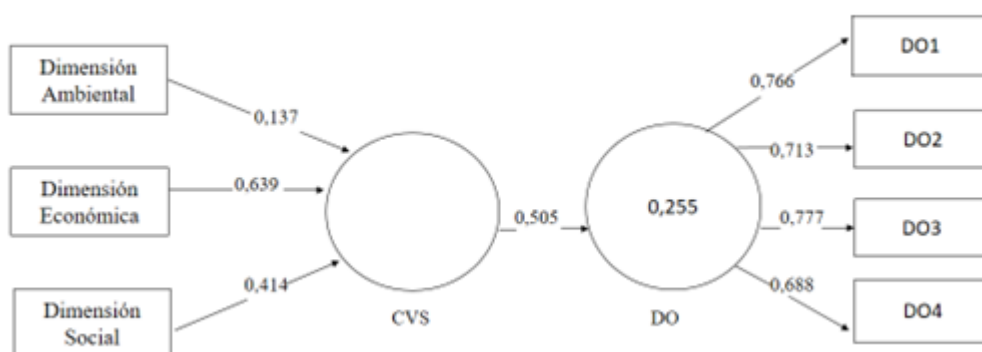 Dimensión
Ambiental
0,137
Dimensión
Económica
0,639
Dimensión
Social
0,414
CVS
0,505
0,255
DO
0,766
DO1
0,713
DO2
0,777
DO3
0,688
DO4